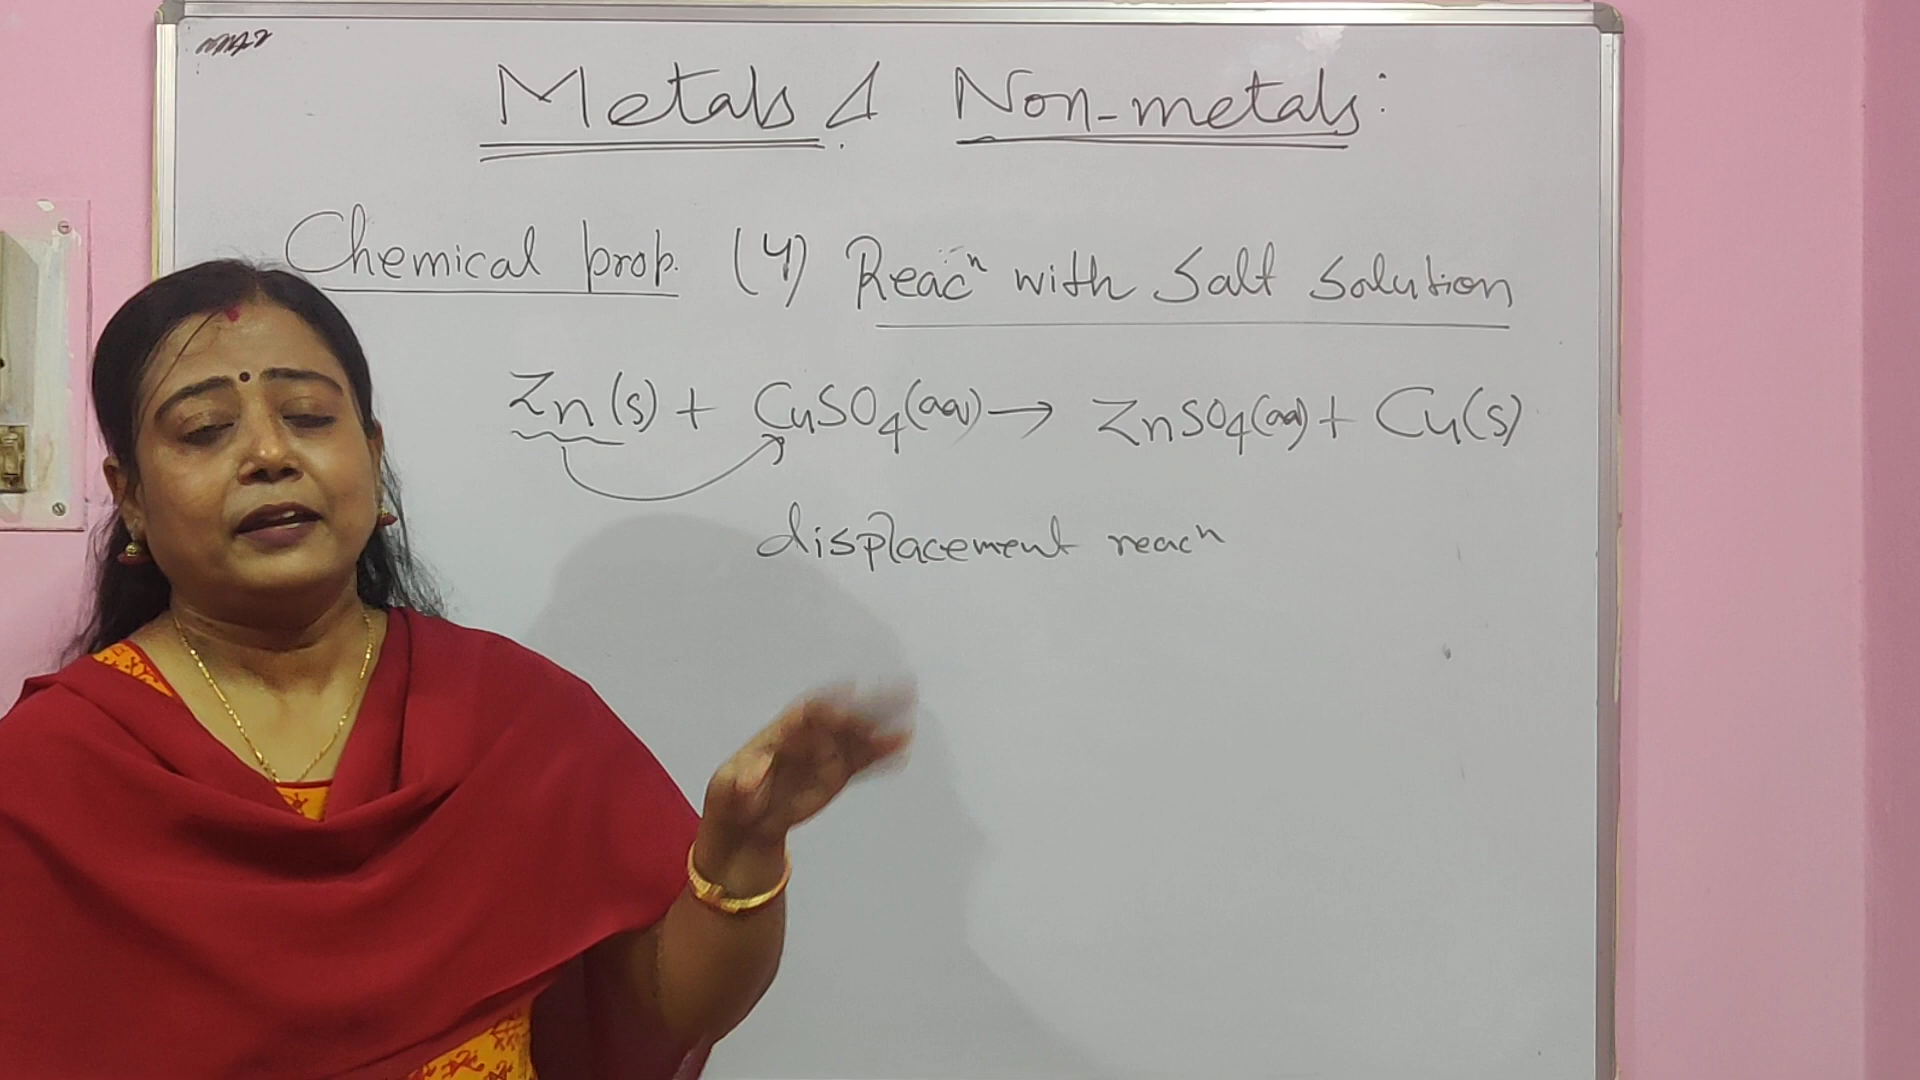 Metals & Non-metals:
Chemical prop. (4) Reacⁿ with Salt Solution
Zn(s) + CuSO₄(aq) → ZnSO₄(aq) + Cu(s)
displacement reacⁿ